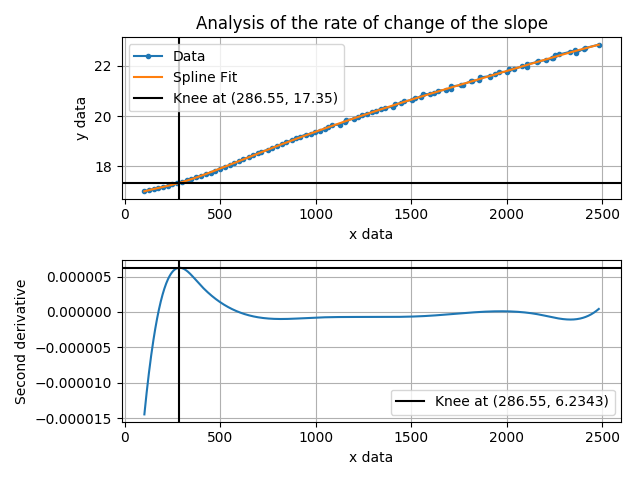 Analysis of the rate of change of the slope
Data
Spline Fit
Knee at (286.55, 17.35)
y data
22
20
18
0 500 1000 1500 2000 2500
x data
Second derivative
0.000005
0.000000
−0.000005
−0.000010
−0.000015
Knee at (286.55, 6.2343)
0 500 1000 1500 2000 2500
x data